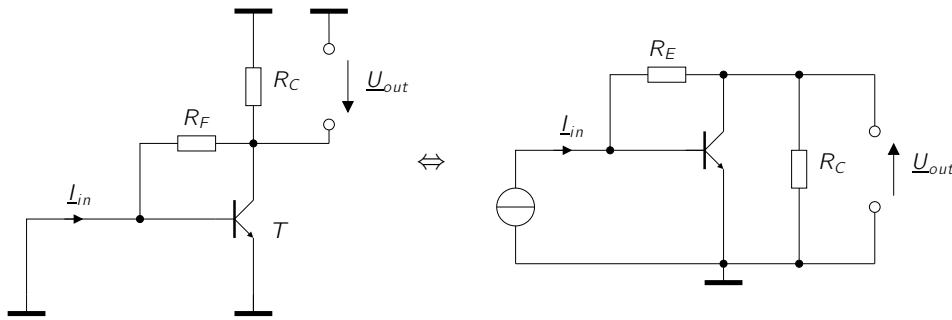 R_C
U_out
R_F
I_in
T
⇔
R_E
I_in
R_C
U_out